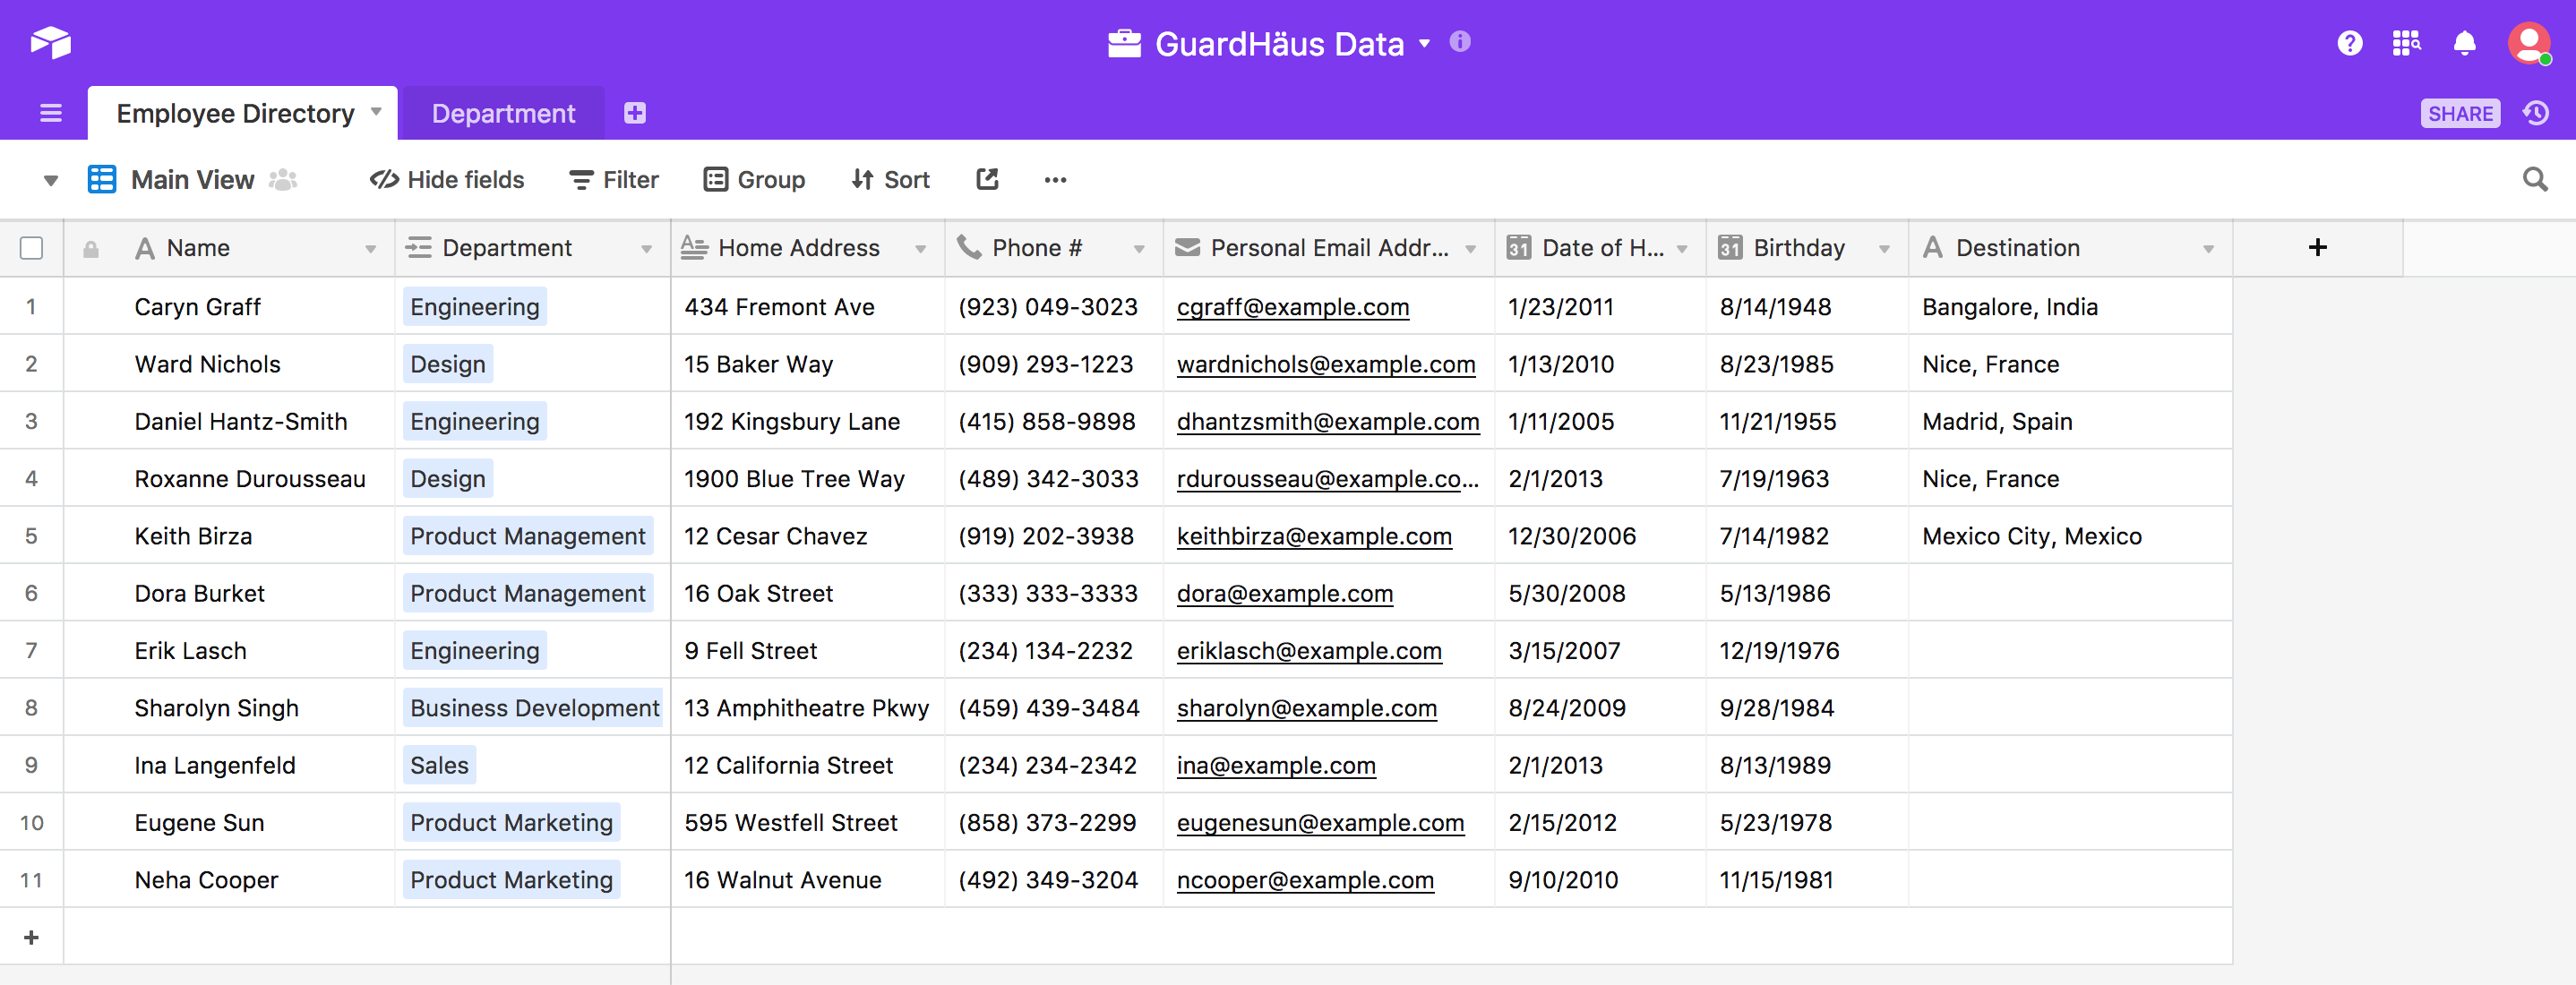 GuardHäus Data
Employee Directory Department SHARE
Main View Hide fields Filter Group Sort
Name Department Home Address Phone # Personal Email Addr... 31 Date of H... 31 Birthday Destination
1 Caryn Graff Engineering 434 Fremont Ave (923) 049-3023 cgraff@example.com 1/23/2011 8/14/1948 Bangalore, India
2 Ward Nichols Design 15 Baker Way (909) 293-1223 wardnichols@example.com 1/13/2010 8/23/1985 Nice, France
3 Daniel Hantz-Smith Engineering 192 Kingsbury Lane (415) 858-9898 dhantzsmith@example.com 1/11/2005 11/21/1955 Madrid, Spain
4 Roxanne Durousseau Design 1900 Blue Tree Way (489) 342-3033 rdurousseau@example.co... 2/1/2013 7/19/1963 Nice, France
5 Keith Birza Product Management 12 Cesar Chavez (919) 202-3938 keithbirza@example.com 12/30/2006 7/14/1982 Mexico City, Mexico
6 Dora Burket Product Management 16 Oak Street (333) 333-3333 dora@example.com 5/30/2008 5/13/1986
7 Erik Lasch Engineering 9 Fell Street (234) 134-2232 eriklasch@example.com 3/15/2007 12/19/1976
8 Sharolyn Singh Business Development 13 Amphitheatre Pkwy (459) 439-3484 sharolyn@example.com 8/24/2009 9/28/1984
9 Ina Langenfeld Sales 12 California Street (234) 234-2342 ina@example.com 2/1/2013 8/13/1989
10 Eugene Sun Product Marketing 595 Westfell Street (858) 373-2299 eugenesun@example.com 2/15/2012 5/23/1978
11 Neha Cooper Product Marketing 16 Walnut Avenue (492) 349-3204 ncooper@example.com 9/10/2010 11/15/1981